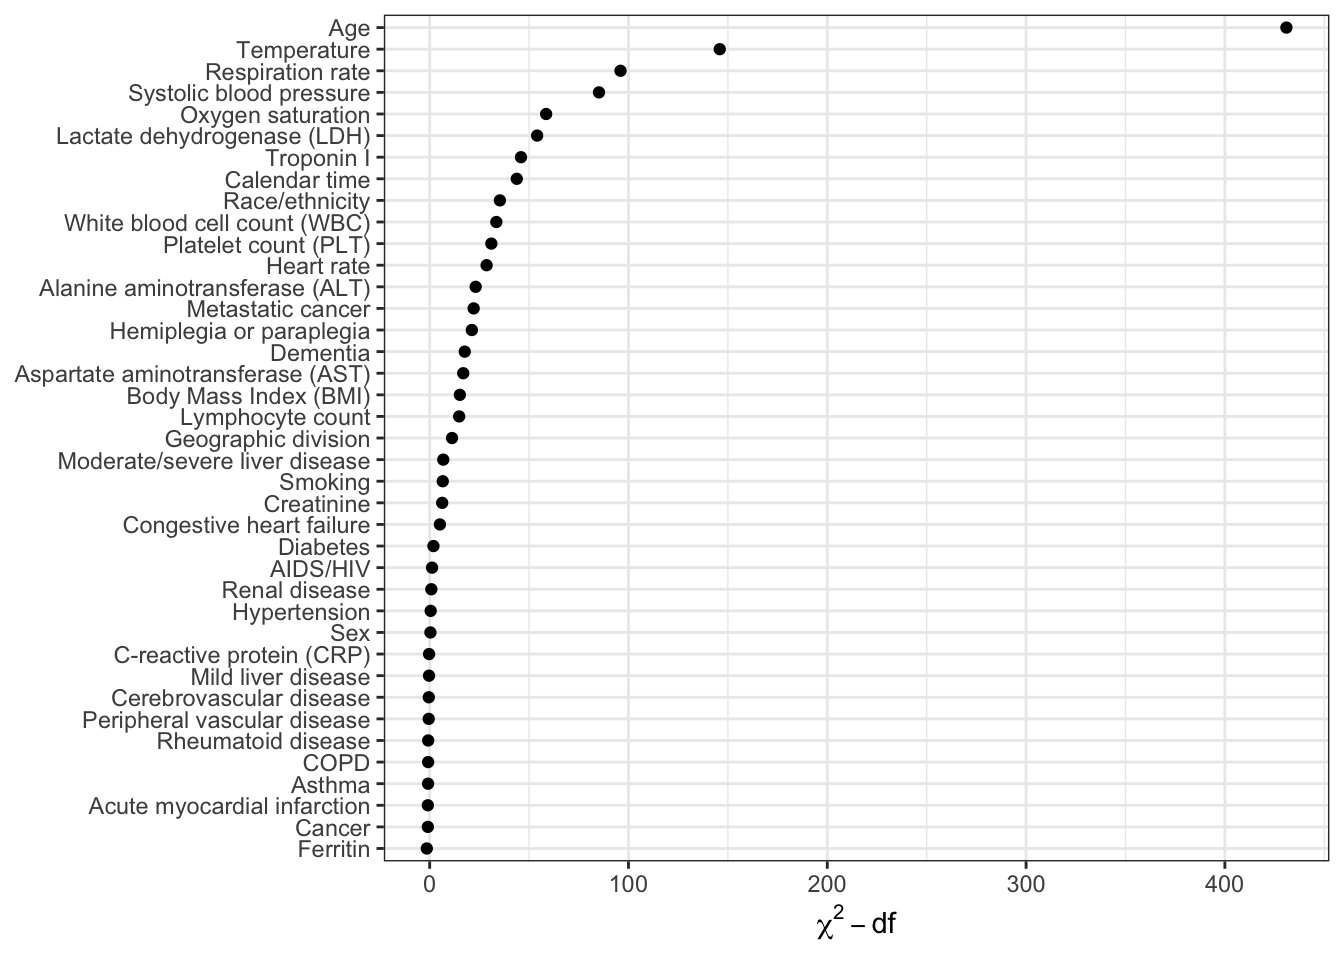 Age
Temperature
Respiration rate
Systolic blood pressure
Oxygen saturation
Lactate dehydrogenase (LDH)
Troponin I
Calendar time
Race/ethnicity
White blood cell count (WBC)
Platelet count (PLT)
Heart rate
Alanine aminotransferase (ALT)
Metastatic cancer
Hemiplegia or paraplegia
Dementia
Aspartate aminotransferase (AST)
Body Mass Index (BMI)
Lymphocyte count
Geographic division
Moderate/severe liver disease
Smoking
Creatinine
Congestive heart failure
Diabetes
AIDS/HIV
Renal disease
Hypertension
Sex
C-reactive protein (CRP)
Mild liver disease
Cerebrovascular disease
Peripheral vascular disease
Rheumatoid disease
COPD
Asthma
Acute myocardial infarction
Cancer
Ferritin
0 100 200 300 400
χ² − df